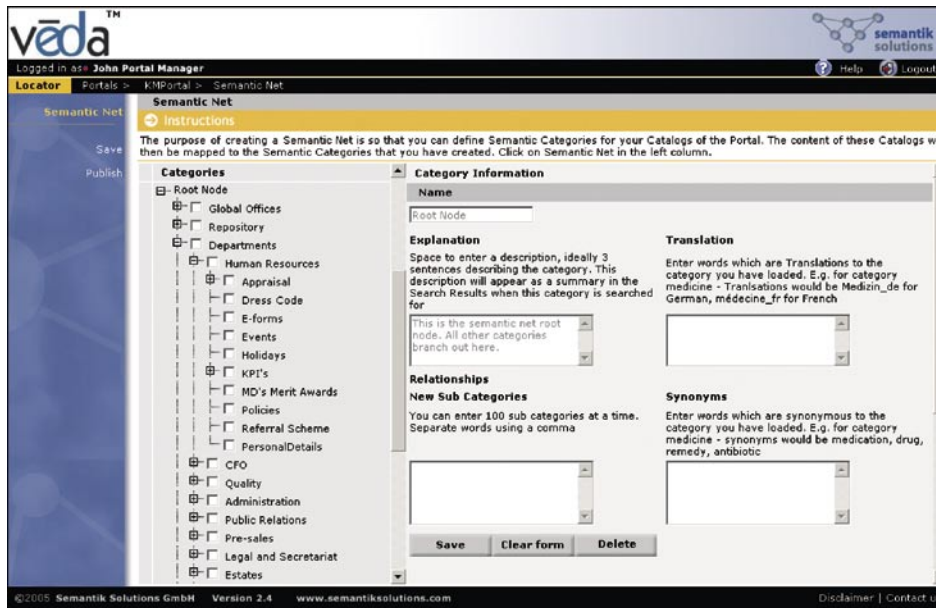 vēda™
semantik
solutions
Logged in as: John Portal Manager
Help
Logout
Locator
Portals > KMPortal > Semantic Net
Semantic Net
Save
Publish
Semantic Net
Instructions
The purpose of creating a Semantic Net is so that you can define Semantic Categories for your Catalogs of the Portal. The content of these Catalogs w
then be mapped to the Semantic Categories that you have created. Click on Semantic Net in the left column.
Categories
Root Node
Global Offices
Repository
Departments
Human Resources
Appraisal
Dress Code
E-forms
Events
Holidays
KPI's
MD's Merit Awards
Policies
Referral Scheme
PersonalDetails
CFO
Quality
Administration
Public Relations
Pre-sales
Legal and Secretariat
Estates
Category Information
Name
Root Node
Explanation
Space to enter a description, ideally 3
sentences describing the category. This
description will appear as a summary in the
Search Results when this category is searched
for
This is the semantic net root
node. All other categories
branch out here.
Translation
Enter words which are Translations to the
category you have loaded. E.g. for category
medicine - Tranlsations would be Medizin_de for
German, médecine_fr for French
Relationships
New Sub Categories
You can enter 100 sub categories at a time.
Separate words using a comma
Synonyms
Enter words which are synonymous to the
category you have loaded. E.g. for category
medicine - synonyms would be medication, drug,
remedy, antibiotic
Save
Clear form
Delete
©2005 Semantik Solutions GmbH Version 2.4 www.semantiksolutions.com
Disclaimer | Contact u